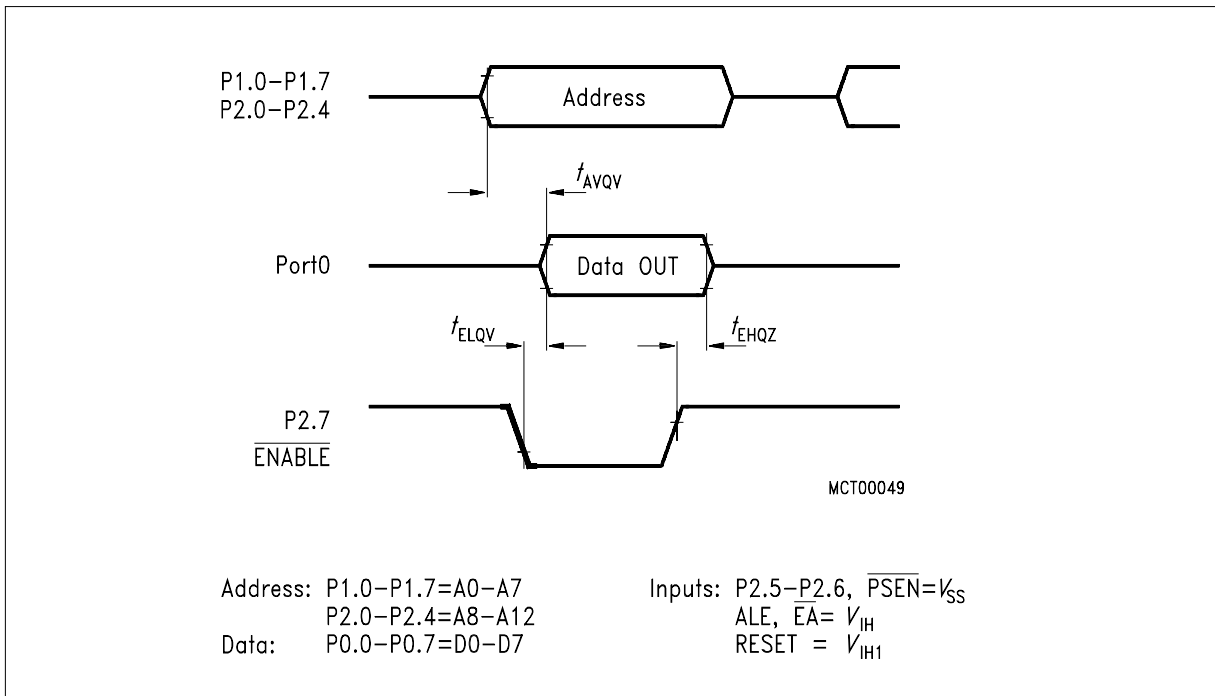 P1.0-P1.7
P2.0-P2.4
Address
tAVQV
Port0
Data OUT
tELQV
tEHQZ
P2.7
ENABLE
MCT00049
Address: P1.0-P1.7=A0-A7
P2.0-P2.4=A8-A12
Data: P0.0-P0.7=D0-D7
Inputs: P2.5-P2.6, PSEN=VSS
ALE, EA= VIH
RESET = VIH1